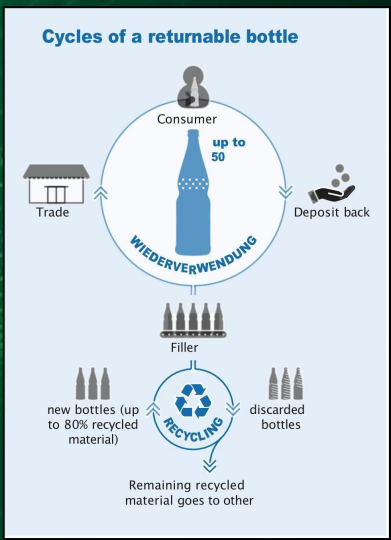 Cycles of a returnable bottle
Consumer
up to
50
Trade
Deposit back
WIEDERVERWENDUNG
Filler
new bottles (up
to 80% recycled
material)
discarded
bottles
RECYCLING
Remaining recycled
material goes to other